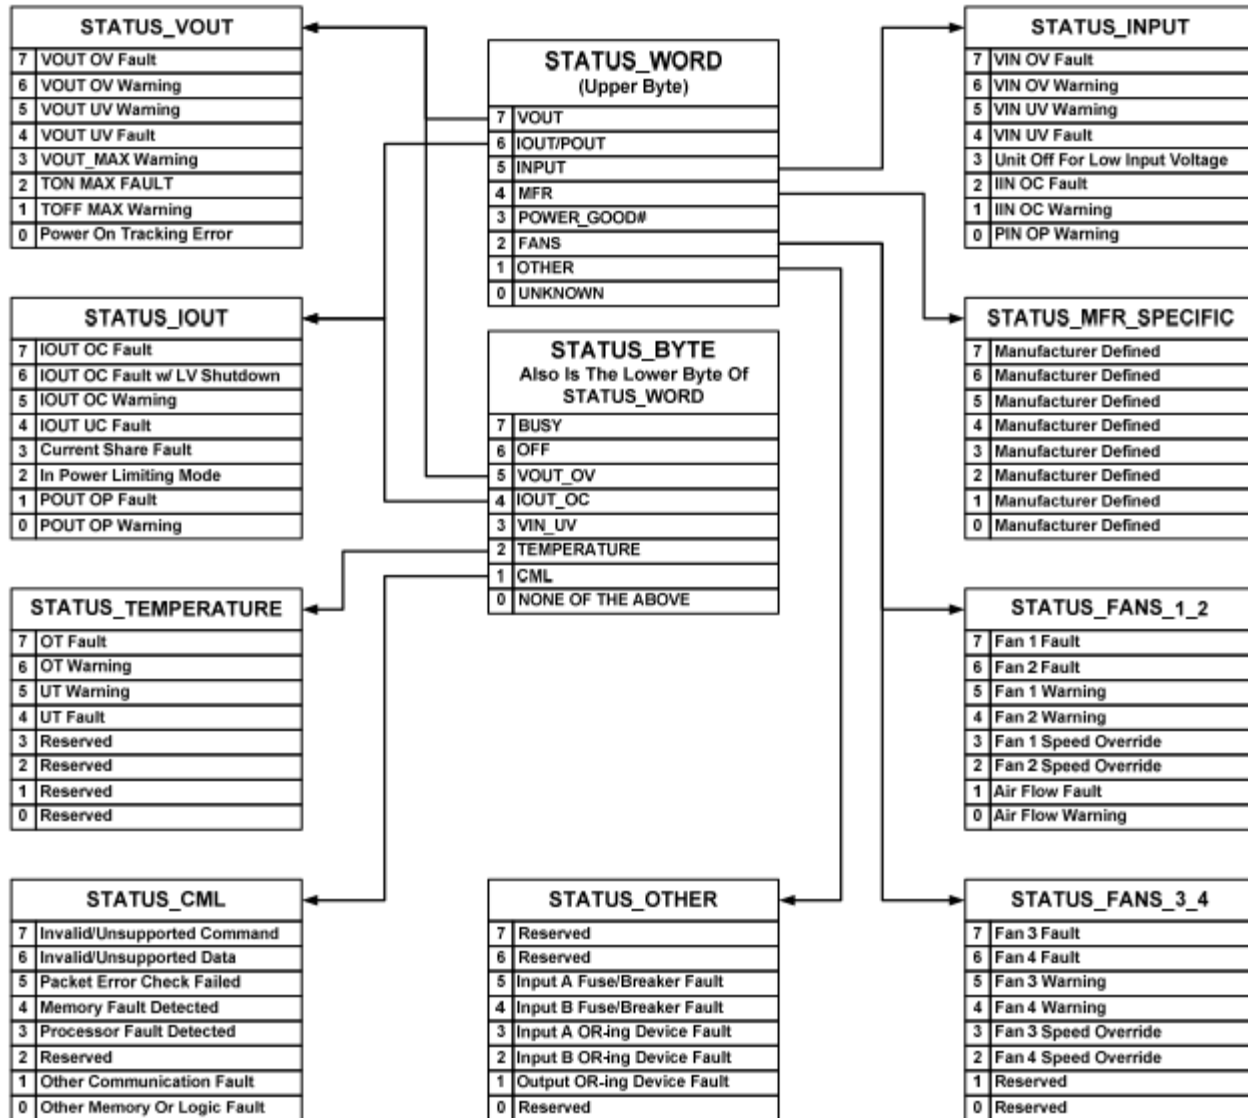 STATUS_VOUT
7 VOUT OV Fault
6 VOUT OV Warning
5 VOUT UV Warning
4 VOUT UV Fault
3 VOUT_MAX Warning
2 TON MAX FAULT
1 TOFF MAX Warning
0 Power On Tracking Error
STATUS_IOUT
7 IOUT OC Fault
6 IOUT OC Fault w/ LV Shutdown
5 IOUT OC Warning
4 IOUT UC Fault
3 Current Share Fault
2 In Power Limiting Mode
1 POUT OP Fault
0 POUT OP Warning
STATUS_TEMPERATURE
7 OT Fault
6 OT Warning
5 UT Warning
4 UT Fault
3 Reserved
2 Reserved
1 Reserved
0 Reserved
STATUS_CML
7 Invalid/Unsupported Command
6 Invalid/Unsupported Data
5 Packet Error Check Failed
4 Memory Fault Detected
3 Processor Fault Detected
2 Reserved
1 Other Communication Fault
0 Other Memory Or Logic Fault
STATUS_WORD
(Upper Byte)
7 VOUT
6 IOUT/POUT
5 INPUT
4 MFR
3 POWER_GOOD#
2 FANS
1 OTHER
0 UNKNOWN
STATUS_BYTE
Also Is The Lower Byte Of
STATUS_WORD
7 BUSY
6 OFF
5 VOUT_OV
4 IOUT_OC
3 VIN_UV
2 TEMPERATURE
1 CML
0 NONE OF THE ABOVE
STATUS_OTHER
7 Reserved
6 Reserved
5 Input A Fuse/Breaker Fault
4 Input B Fuse/Breaker Fault
3 Input A OR-ing Device Fault
2 Input B OR-ing Device Fault
1 Output OR-ing Device Fault
0 Reserved
STATUS_INPUT
7 VIN OV Fault
6 VIN OV Warning
5 VIN UV Warning
4 VIN UV Fault
3 Unit Off For Low Input Voltage
2 IIN OC Fault
1 IIN OC Warning
0 PIN OP Warning
STATUS_MFR_SPECIFIC
7 Manufacturer Defined
6 Manufacturer Defined
5 Manufacturer Defined
4 Manufacturer Defined
3 Manufacturer Defined
2 Manufacturer Defined
1 Manufacturer Defined
0 Manufacturer Defined
STATUS_FANS_1_2
7 Fan 1 Fault
6 Fan 2 Fault
5 Fan 1 Warning
4 Fan 2 Warning
3 Fan 1 Speed Override
2 Fan 2 Speed Override
1 Air Flow Fault
0 Air Flow Warning
STATUS_FANS_3_4
7 Fan 3 Fault
6 Fan 4 Fault
5 Fan 3 Warning
4 Fan 4 Warning
3 Fan 3 Speed Override
2 Fan 4 Speed Override
1 Reserved
0 Reserved